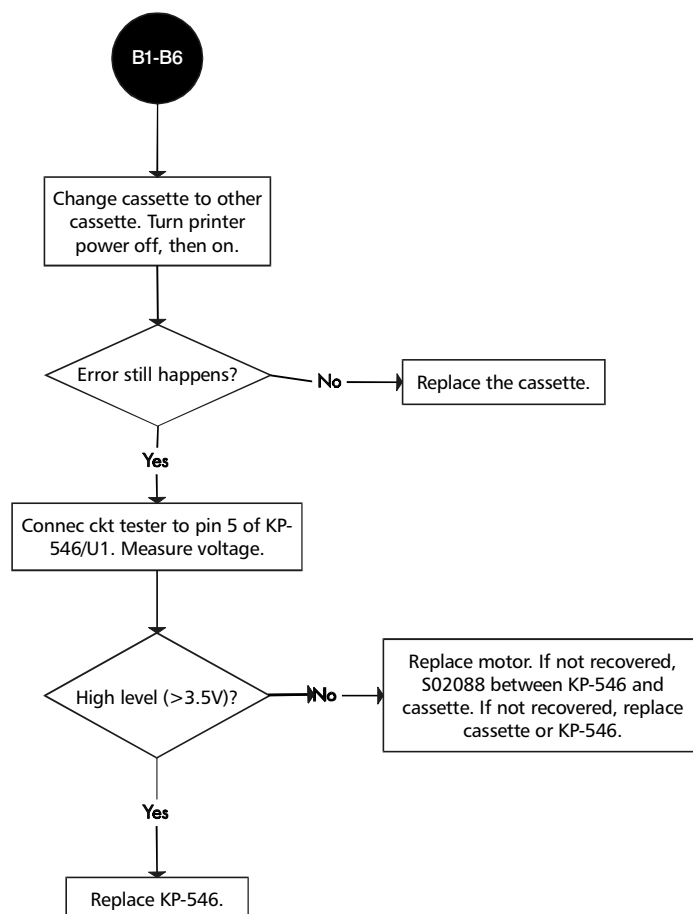 B1-B6
Change cassette to other
cassette. Turn printer
power off, then on.
Error still happens?
No
Replace the cassette.
Yes
Connec ckt tester to pin 5 of KP-
546/U1. Measure voltage.
High level (>3.5V)?
No
Replace motor. If not recovered,
S02088 between KP-546 and
cassette. If not recovered, replace
cassette or KP-546.
Yes
Replace KP-546.